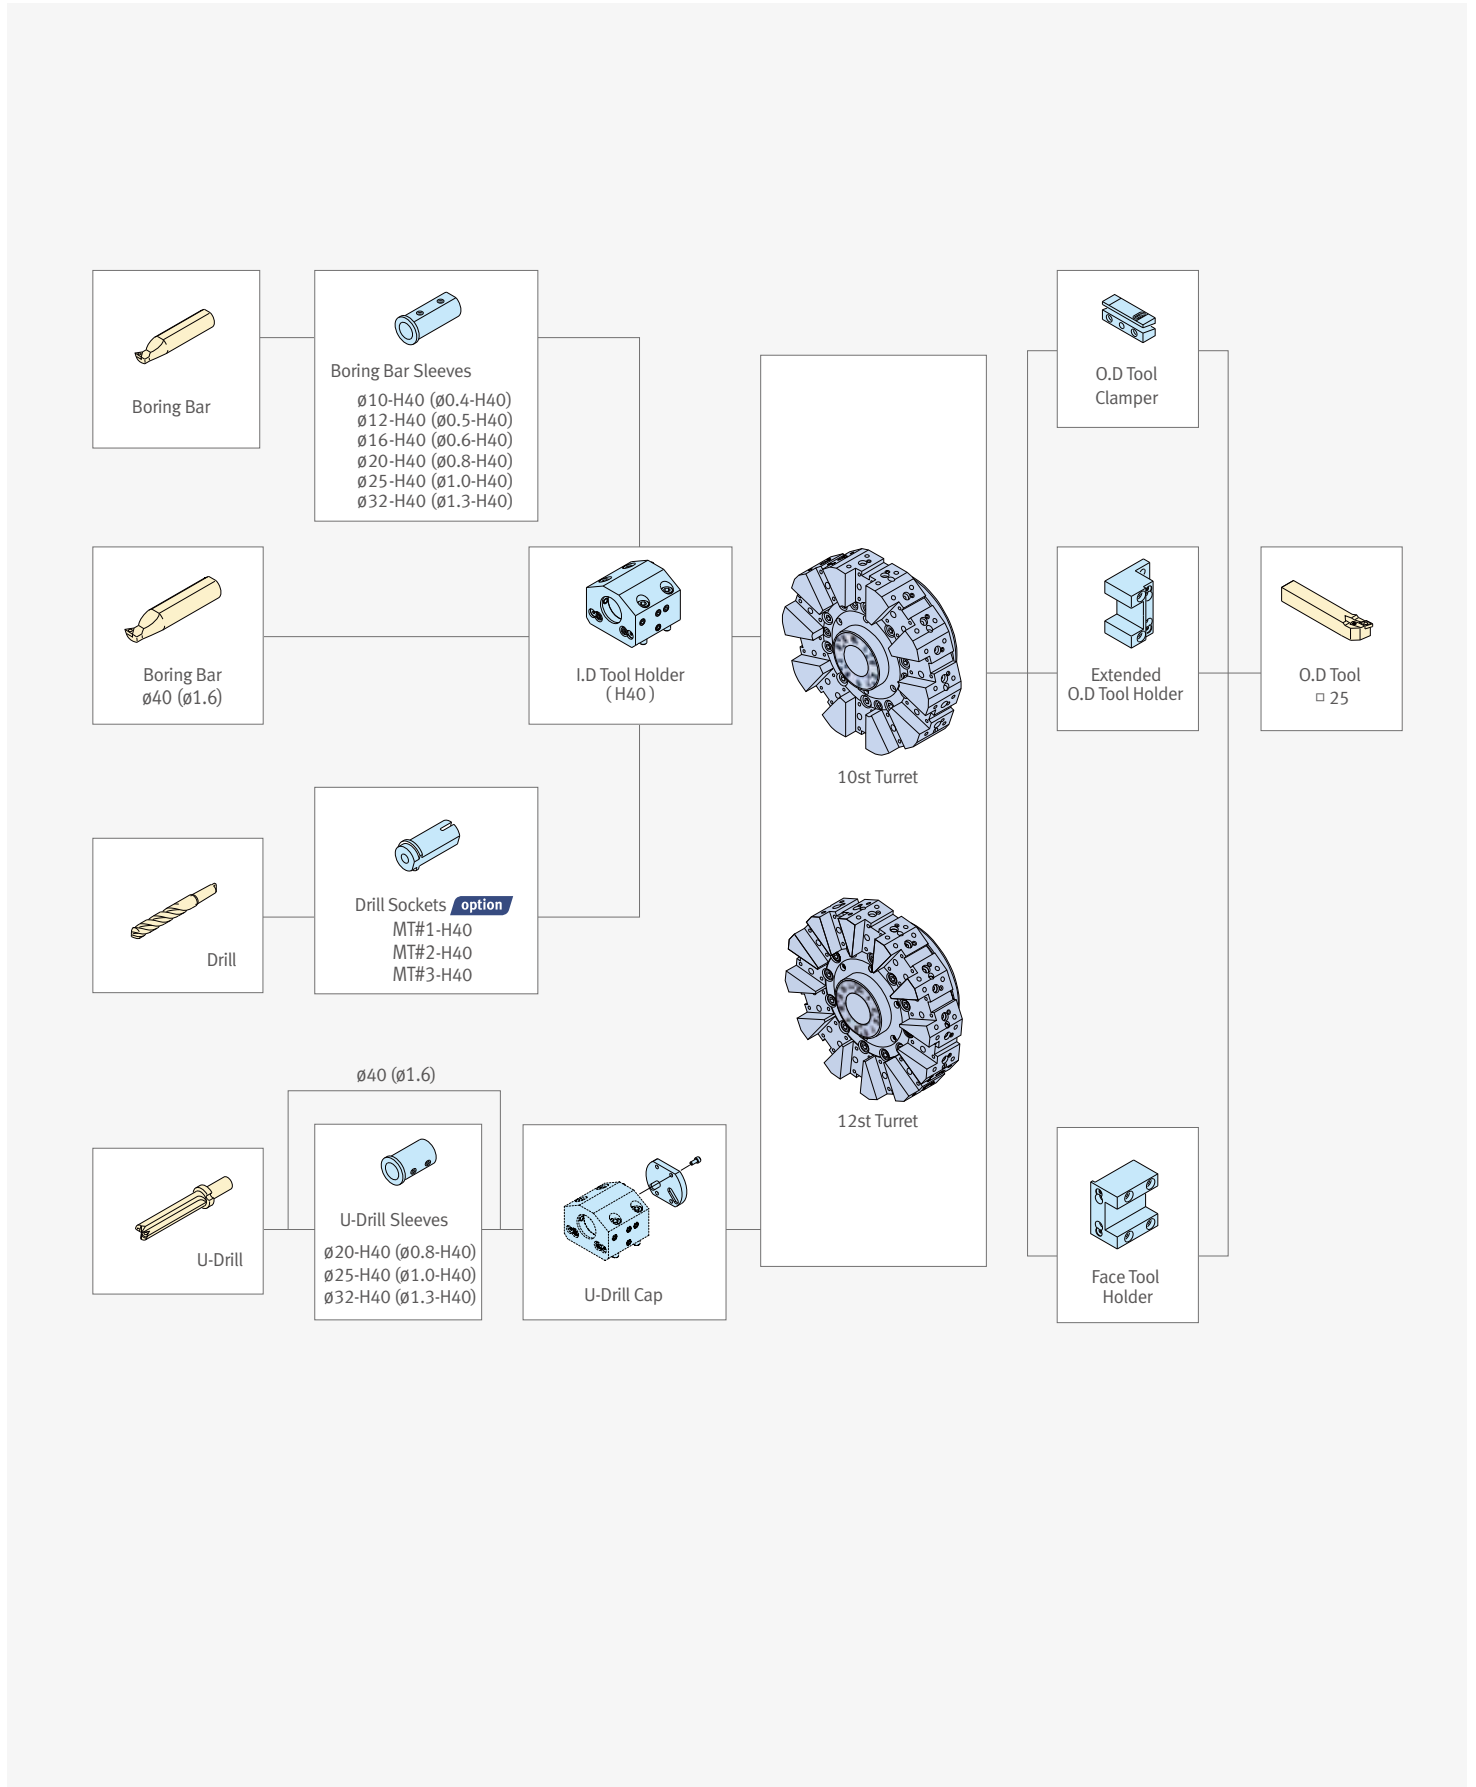 Boring Bar
Boring Bar Sleeves
ø10-H40 (ø0.4-H40)
ø12-H40 (ø0.5-H40)
ø16-H40 (ø0.6-H40)
ø20-H40 (ø0.8-H40)
ø25-H40 (ø1.0-H40)
ø32-H40 (ø1.3-H40)
Boring Bar
ø40 (ø1.6)
I.D Tool Holder
( H40 )
Drill
Drill Sockets option
MT#1-H40
MT#2-H40
MT#3-H40
ø40 (ø1.6)
U-Drill
U-Drill Sleeves
ø20-H40 (ø0.8-H40)
ø25-H40 (ø1.0-H40)
ø32-H40 (ø1.3-H40)
U-Drill Cap
10st Turret
12st Turret
O.D Tool
Clamper
Extended
O.D Tool Holder
Face Tool
Holder
O.D Tool
□ 25